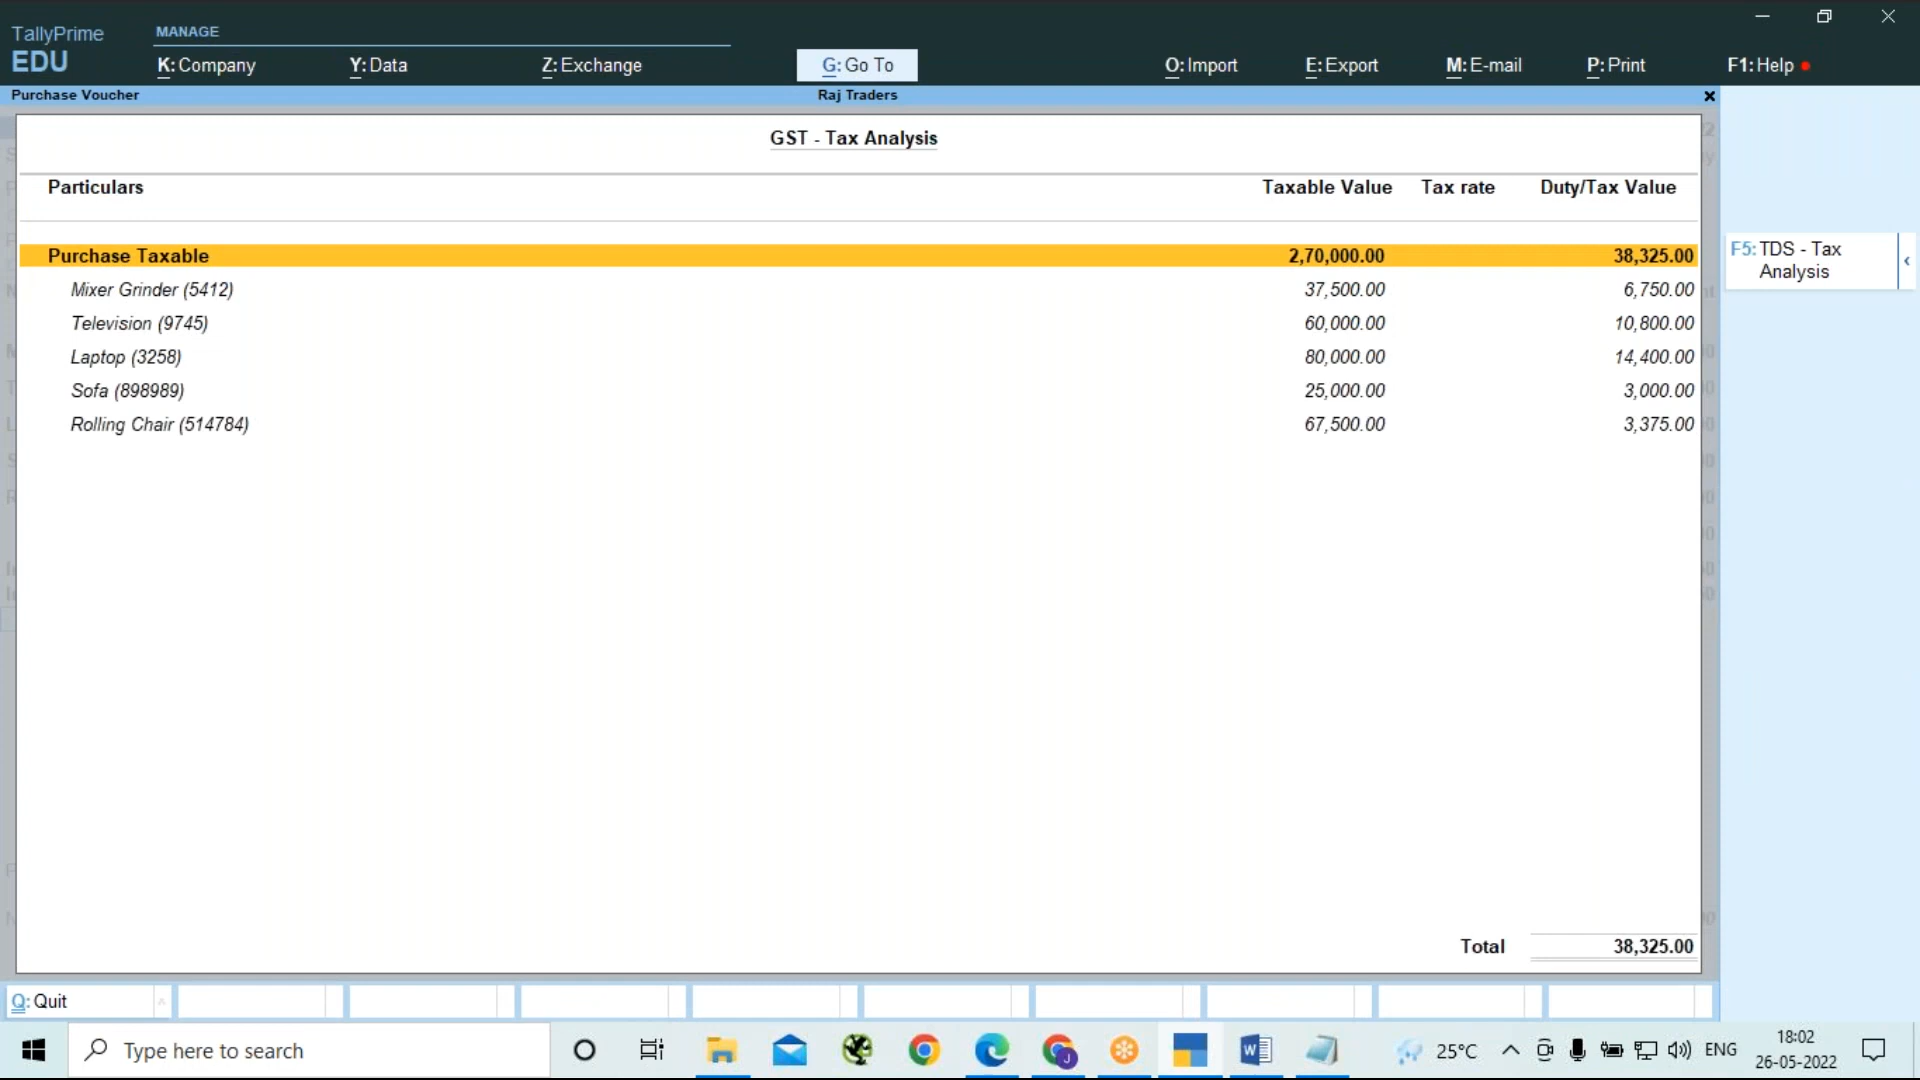 TallyPrime
EDU
MANAGE
K: Company Y: Data Z: Exchange G: Go To O: Import E: Export M: E-mail P: Print F1: Help
Purchase Voucher Raj Traders
GST - Tax Analysis
Particulars Taxable Value Tax rate Duty/Tax Value
Purchase Taxable 2,70,000.00 38,325.00
Mixer Grinder (5412) 37,500.00 6,750.00
Television (9745) 60,000.00 10,800.00
Laptop (3258) 80,000.00 14,400.00
Sofa (898989) 25,000.00 3,000.00
Rolling Chair (514784) 67,500.00 3,375.00
F5: TDS - Tax
Analysis
Total 38,325.00
Q: Quit
Type here to search
25°C
ENG
18:02
26-05-2022